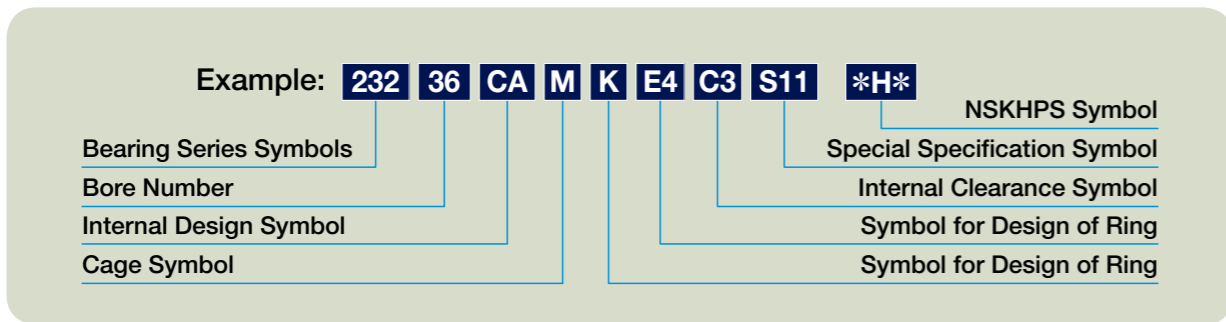 Example: 232 36 CA M K E4 C3 S11 *H*
NSKHPS Symbol
Bearing Series Symbols
Special Specification Symbol
Bore Number
Internal Clearance Symbol
Internal Design Symbol
Symbol for Design of Ring
Cage Symbol
Symbol for Design of Ring